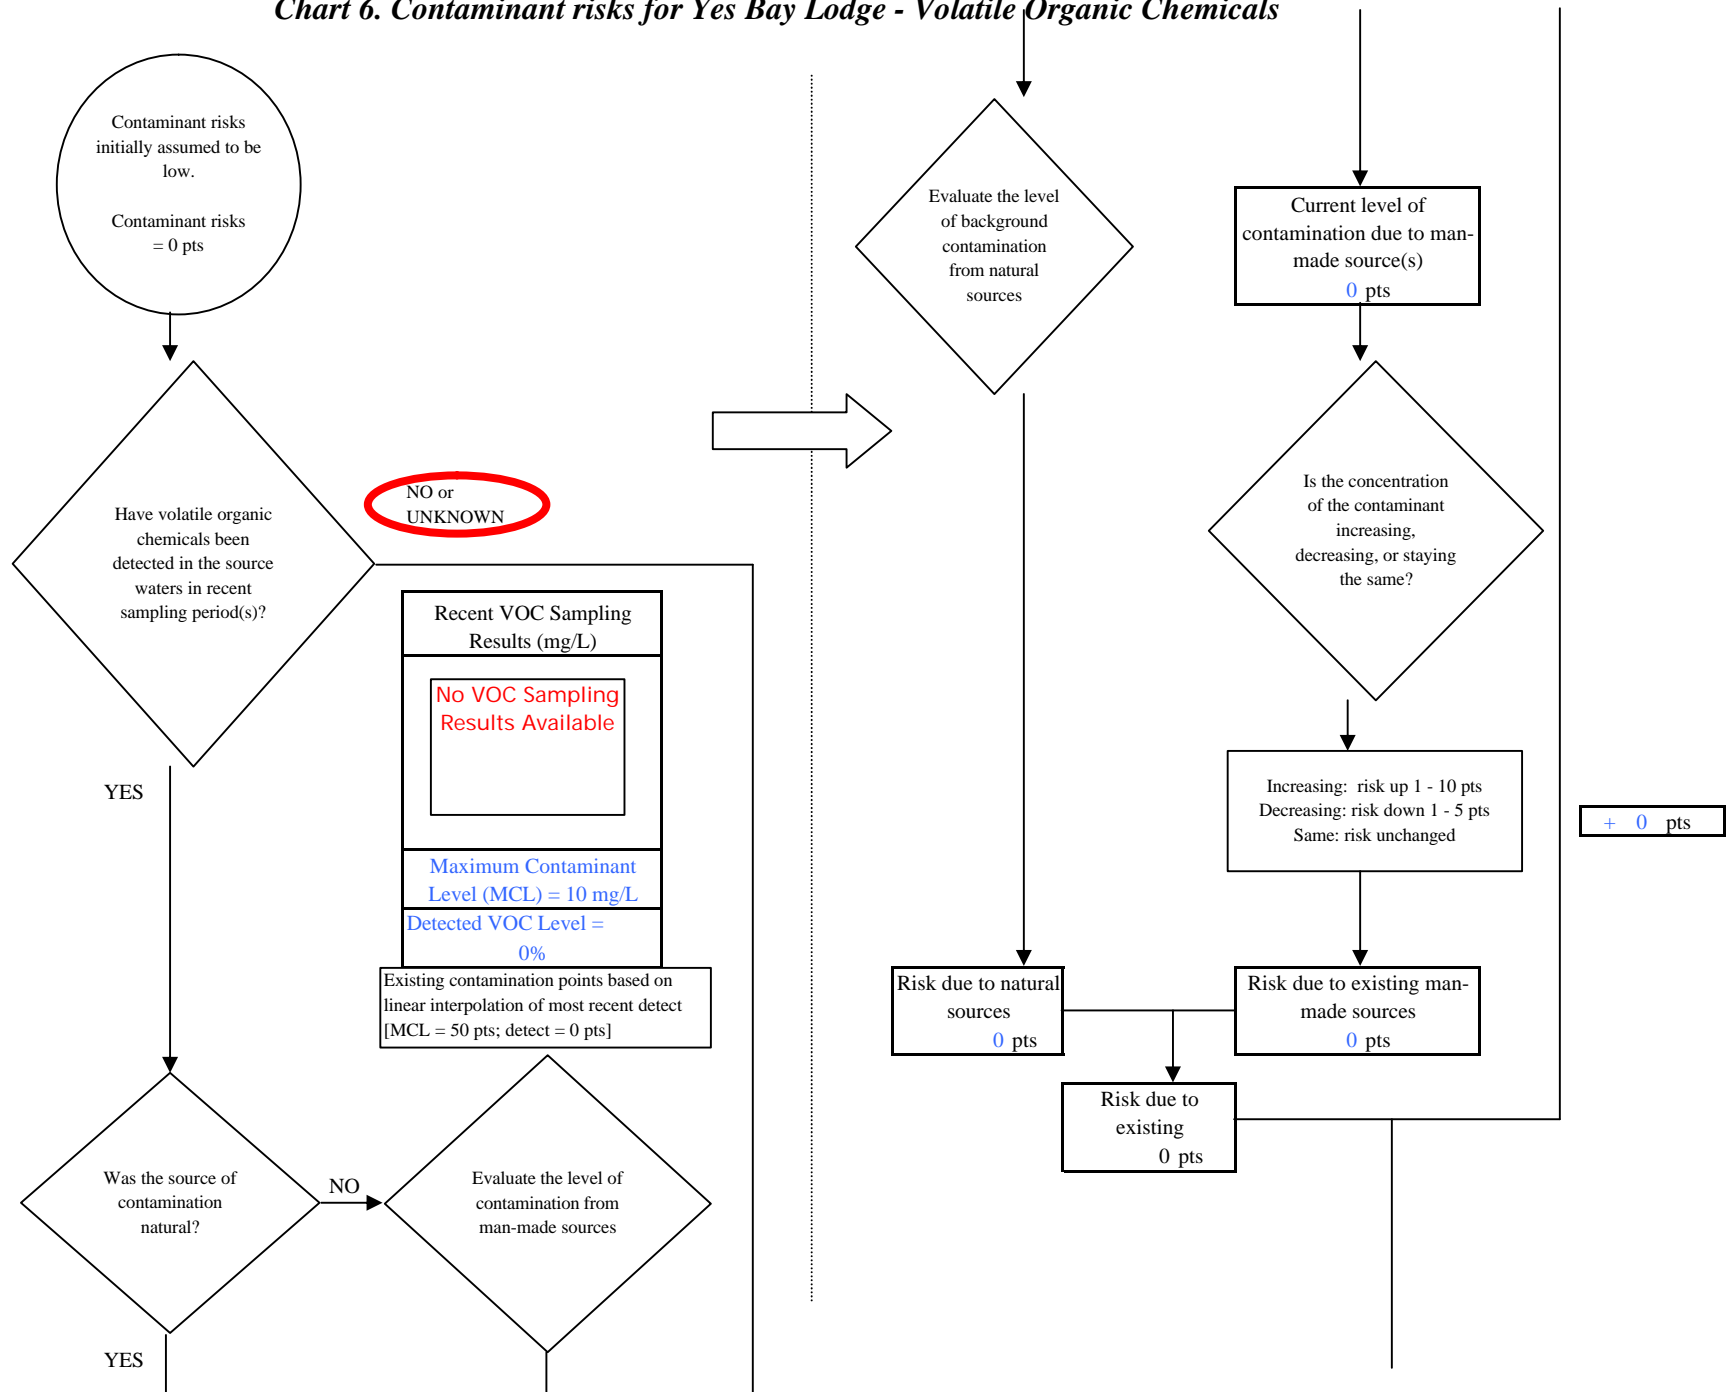 Chart 6. Contaminant risks for Yes Bay Lodge - Volatile Organic Chemicals
Contaminant risks
initially assumed to be
low.
Contaminant risks
= 0 pts
Have volatile organic
chemicals been
detected in the source
waters in recent
sampling period(s)?
NO or
UNKNOWN
Recent VOC Sampling
Results (mg/L)
No VOC Sampling
Results Available
Maximum Contaminant
Level (MCL) = 10 mg/L
Detected VOC Level =
0%
Existing contamination points based on
linear interpolation of most recent detect
[MCL = 50 pts; detect = 0 pts]
YES
Was the source of
contamination
natural?
NO
Evaluate the level of
contamination from
man-made sources
YES
Evaluate the level
of background
contamination
from natural
sources
Current level of
contamination due to man-
made source(s)
0 pts
Is the concentration
of the contaminant
increasing,
decreasing, or staying
the same?
Increasing: risk up 1 - 10 pts
Decreasing: risk down 1 - 5 pts
Same: risk unchanged
+ 0 pts
Risk due to natural
sources
0 pts
Risk due to existing man-
made sources
0 pts
Risk due to
existing
0 pts